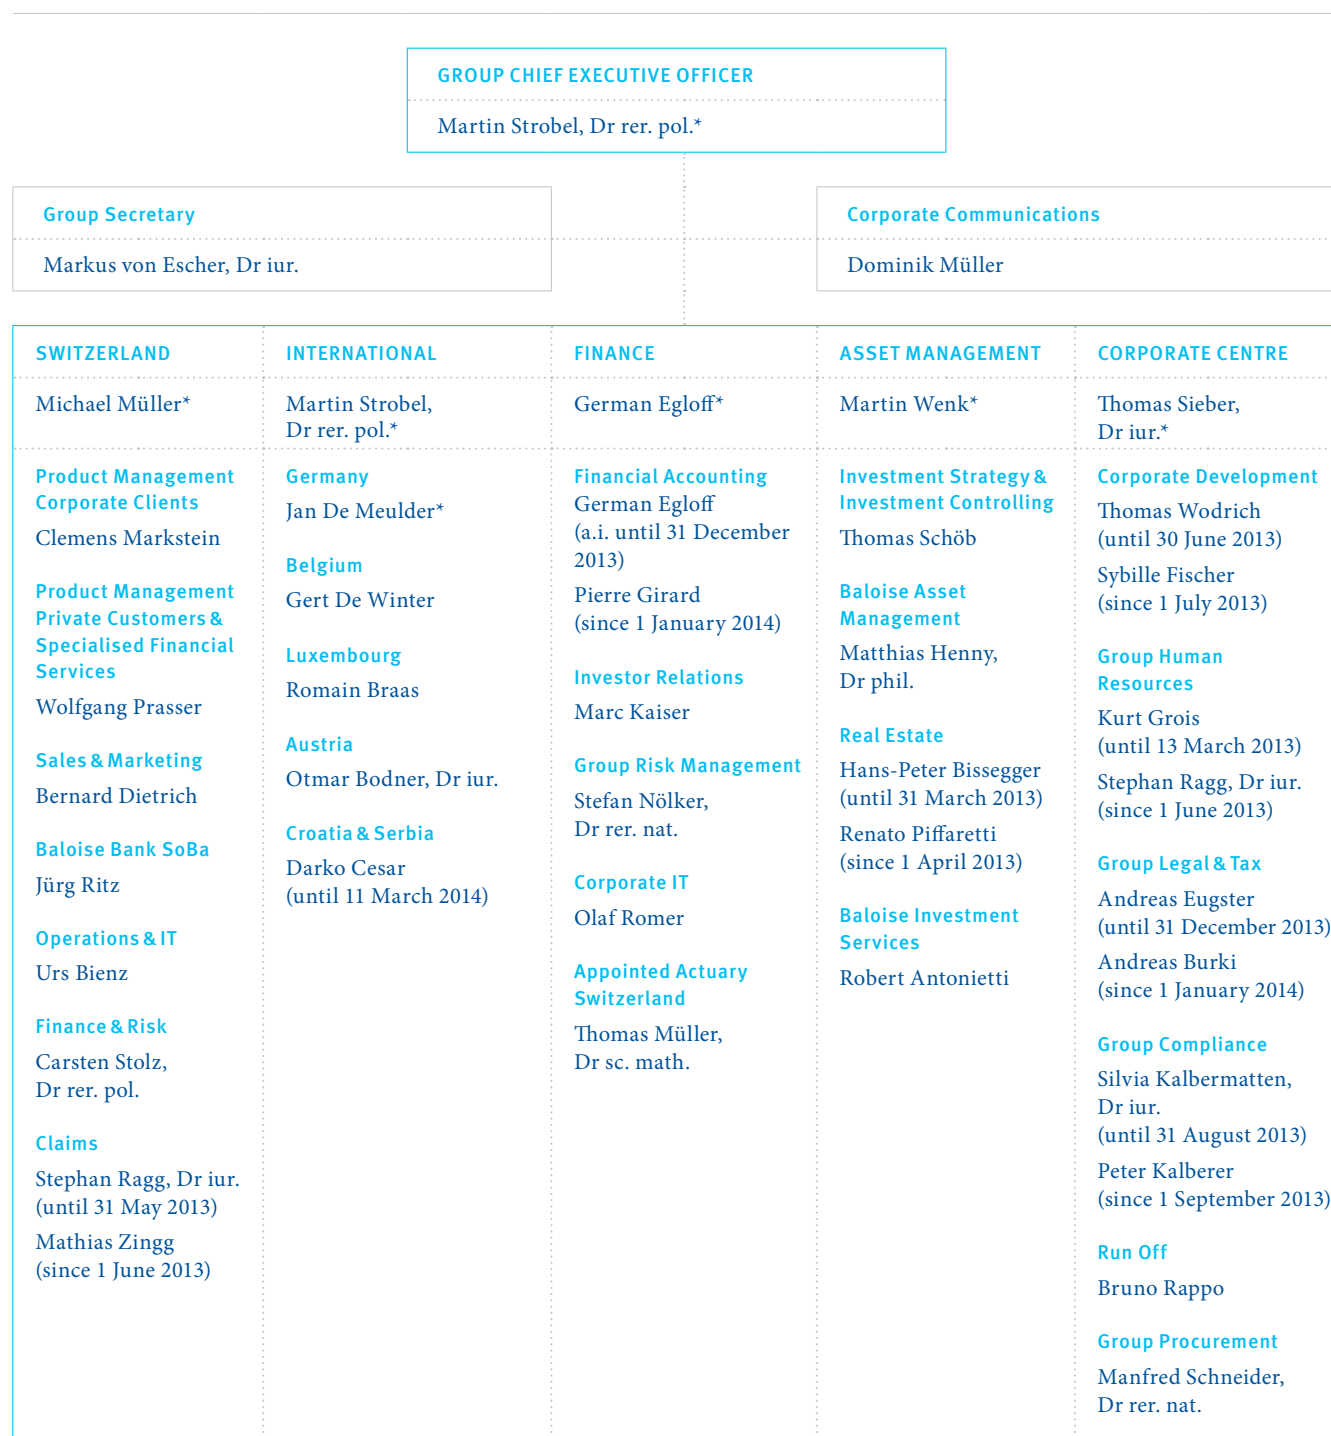 GROUP CHIEF EXECUTIVE OFFICER
Martin Strobel, Dr rer. pol.*
Group Secretary
Markus von Escher, Dr iur.
Corporate Communications
Dominik Müller
SWITZERLAND
Michael Müller*
Product Management
Corporate Clients
Clemens Markstein
Product Management
Private Customers &
Specialised Financial
Services
Wolfgang Prasser
Sales & Marketing
Bernard Dietrich
Baloise Bank SoBa
Jürg Ritz
Operations & IT
Urs Bienz
Finance & Risk
Carsten Stolz,
Dr rer. pol.
Claims
Stephan Ragg, Dr iur.
(until 31 May 2013)
Mathias Zingg
(since 1 June 2013)
INTERNATIONAL
Martin Strobel,
Dr rer. pol.*
Germany
Jan De Meulder*
Belgium
Gert De Winter
Luxembourg
Romain Braas
Austria
Otmar Bodner, Dr iur.
Croatia & Serbia
Darko Cesar
(until 11 March 2014)
FINANCE
German Egloff*
Financial Accounting
German Egloff
(a.i. until 31 December
2013)
Pierre Girard
(since 1 January 2014)
Investor Relations
Marc Kaiser
Group Risk Management
Stefan Nölker,
Dr rer. nat.
Corporate IT
Olaf Romer
Appointed Actuary
Switzerland
Thomas Müller,
Dr sc. math.
ASSET MANAGEMENT
Martin Wenk*
Investment Strategy &
Investment Controlling
Thomas Schöb
Baloise Asset
Management
Matthias Henny,
Dr phil.
Real Estate
Hans-Peter Bissegger
(until 31 March 2013)
Renato Piffaretti
(since 1 April 2013)
Baloise Investment
Services
Robert Antonietti
CORPORATE CENTRE
Thomas Sieber,
Dr iur.*
Corporate Development
Thomas Wodrich
(until 30 June 2013)
Sybille Fischer
(since 1 July 2013)
Group Human
Resources
Kurt Grois
(until 13 March 2013)
Stephan Ragg, Dr iur.
(since 1 June 2013)
Group Legal & Tax
Andreas Eugster
(until 31 December 2013)
Andreas Burki
(since 1 January 2014)
Group Compliance
Silvia Kalbermatten,
Dr iur.
(until 31 August 2013)
Peter Kalberer
(since 1 September 2013)
Run Off
Bruno Rappo
Group Procurement
Manfred Schneider,
Dr rer. nat.